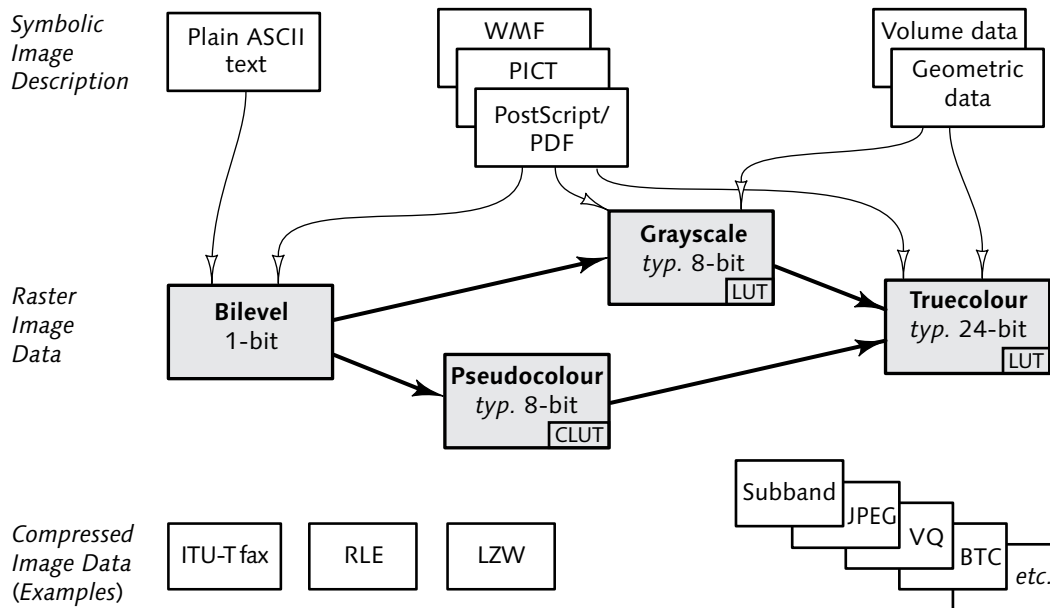 Symbolic
Image
Description
Plain ASCII
text
WMF
PICT
PostScript/
PDF
Volume data
Geometric
data
Raster
Image
Data
Bilevel
1-bit
Grayscale
typ. 8-bit
LUT
Pseudocolour
typ. 8-bit
CLUT
Truecolour
typ. 24-bit
LUT
Compressed
Image Data
(Examples)
ITU-T fax
RLE
LZW
Subband
JPEG
VQ
BTC
etc.